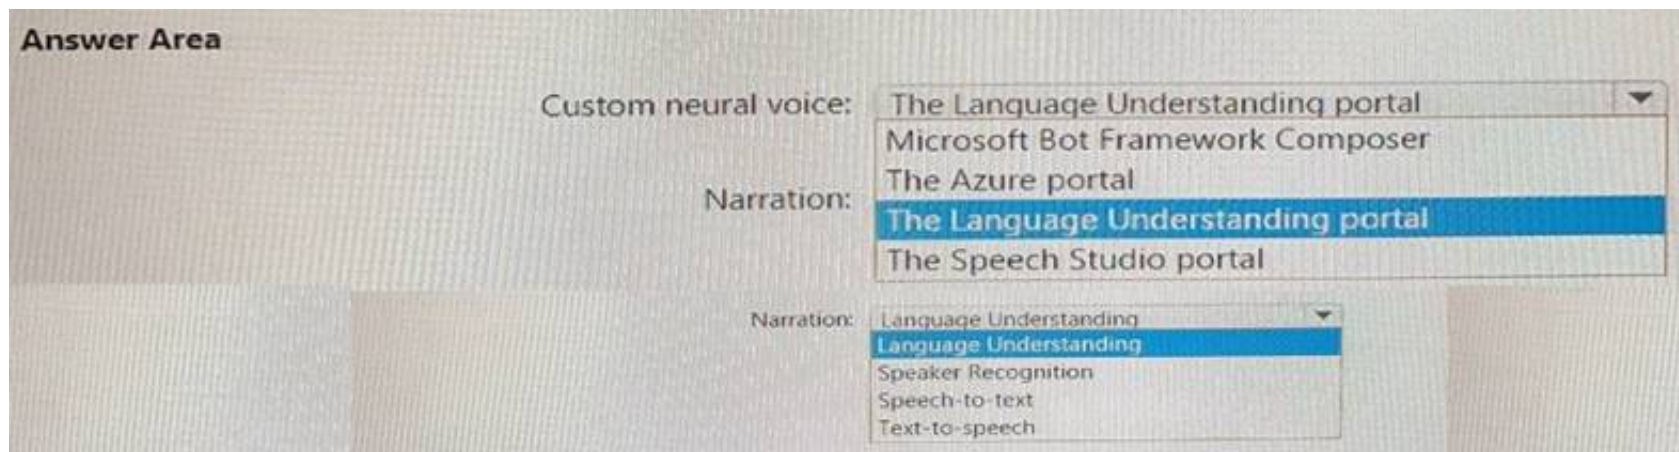 Answer Area
Custom neural voice: The Language Understanding portal
Microsoft Bot Framework Composer
The Azure portal
Narration:
The Language Understanding portal
The Speech Studio portal
Narration: Language Understanding
Language Understanding
Speaker Recognition
Speech-to-text
Text-to-speech